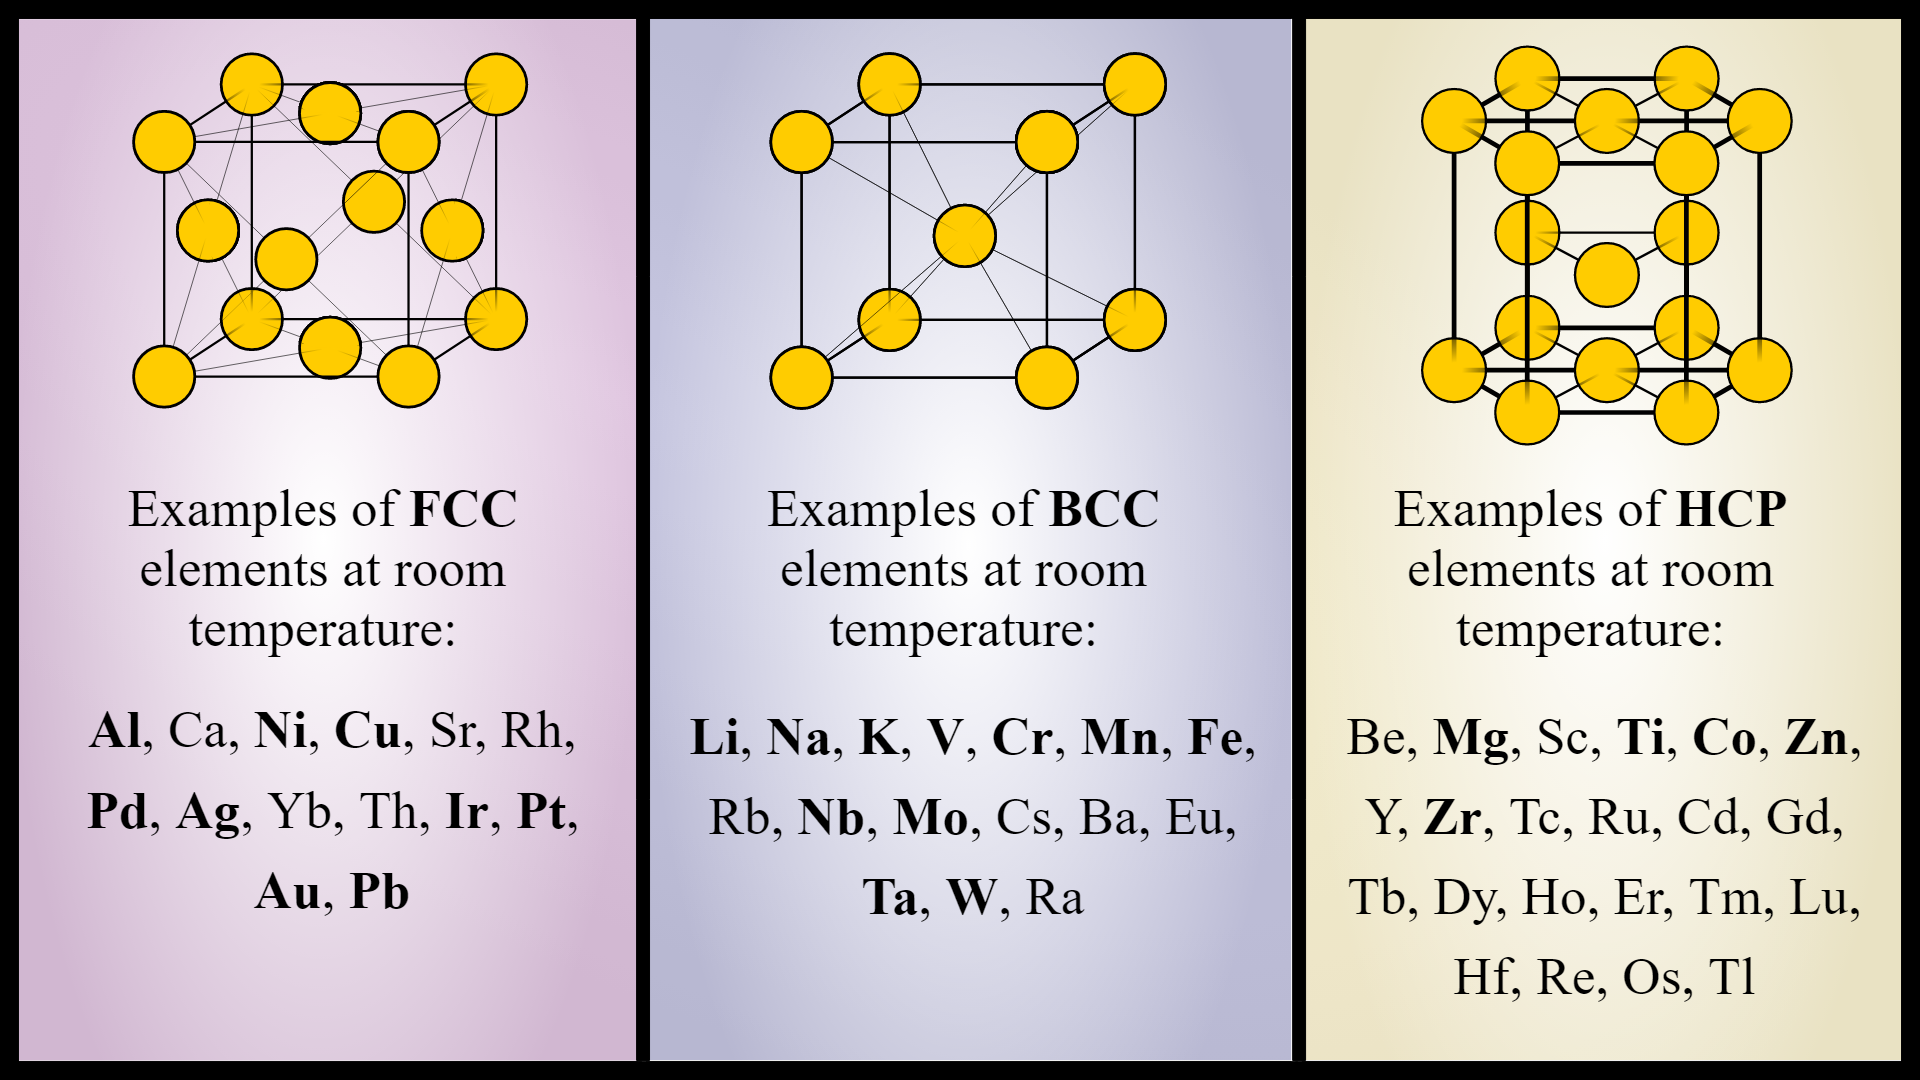 Examples of FCC
elements at room
temperature:
Al, Ca, Ni, Cu, Sr, Rh,
Pd, Ag, Yb, Th, Ir, Pt,
Au, Pb
Examples of BCC
elements at room
temperature:
Li, Na, K, V, Cr, Mn, Fe,
Rb, Nb, Mo, Cs, Ba, Eu,
Ta, W, Ra
Examples of HCP
elements at room
temperature:
Be, Mg, Sc, Ti, Co, Zn,
Y, Zr, Tc, Ru, Cd, Gd,
Tb, Dy, Ho, Er, Tm, Lu,
Hf, Re, Os, Tl